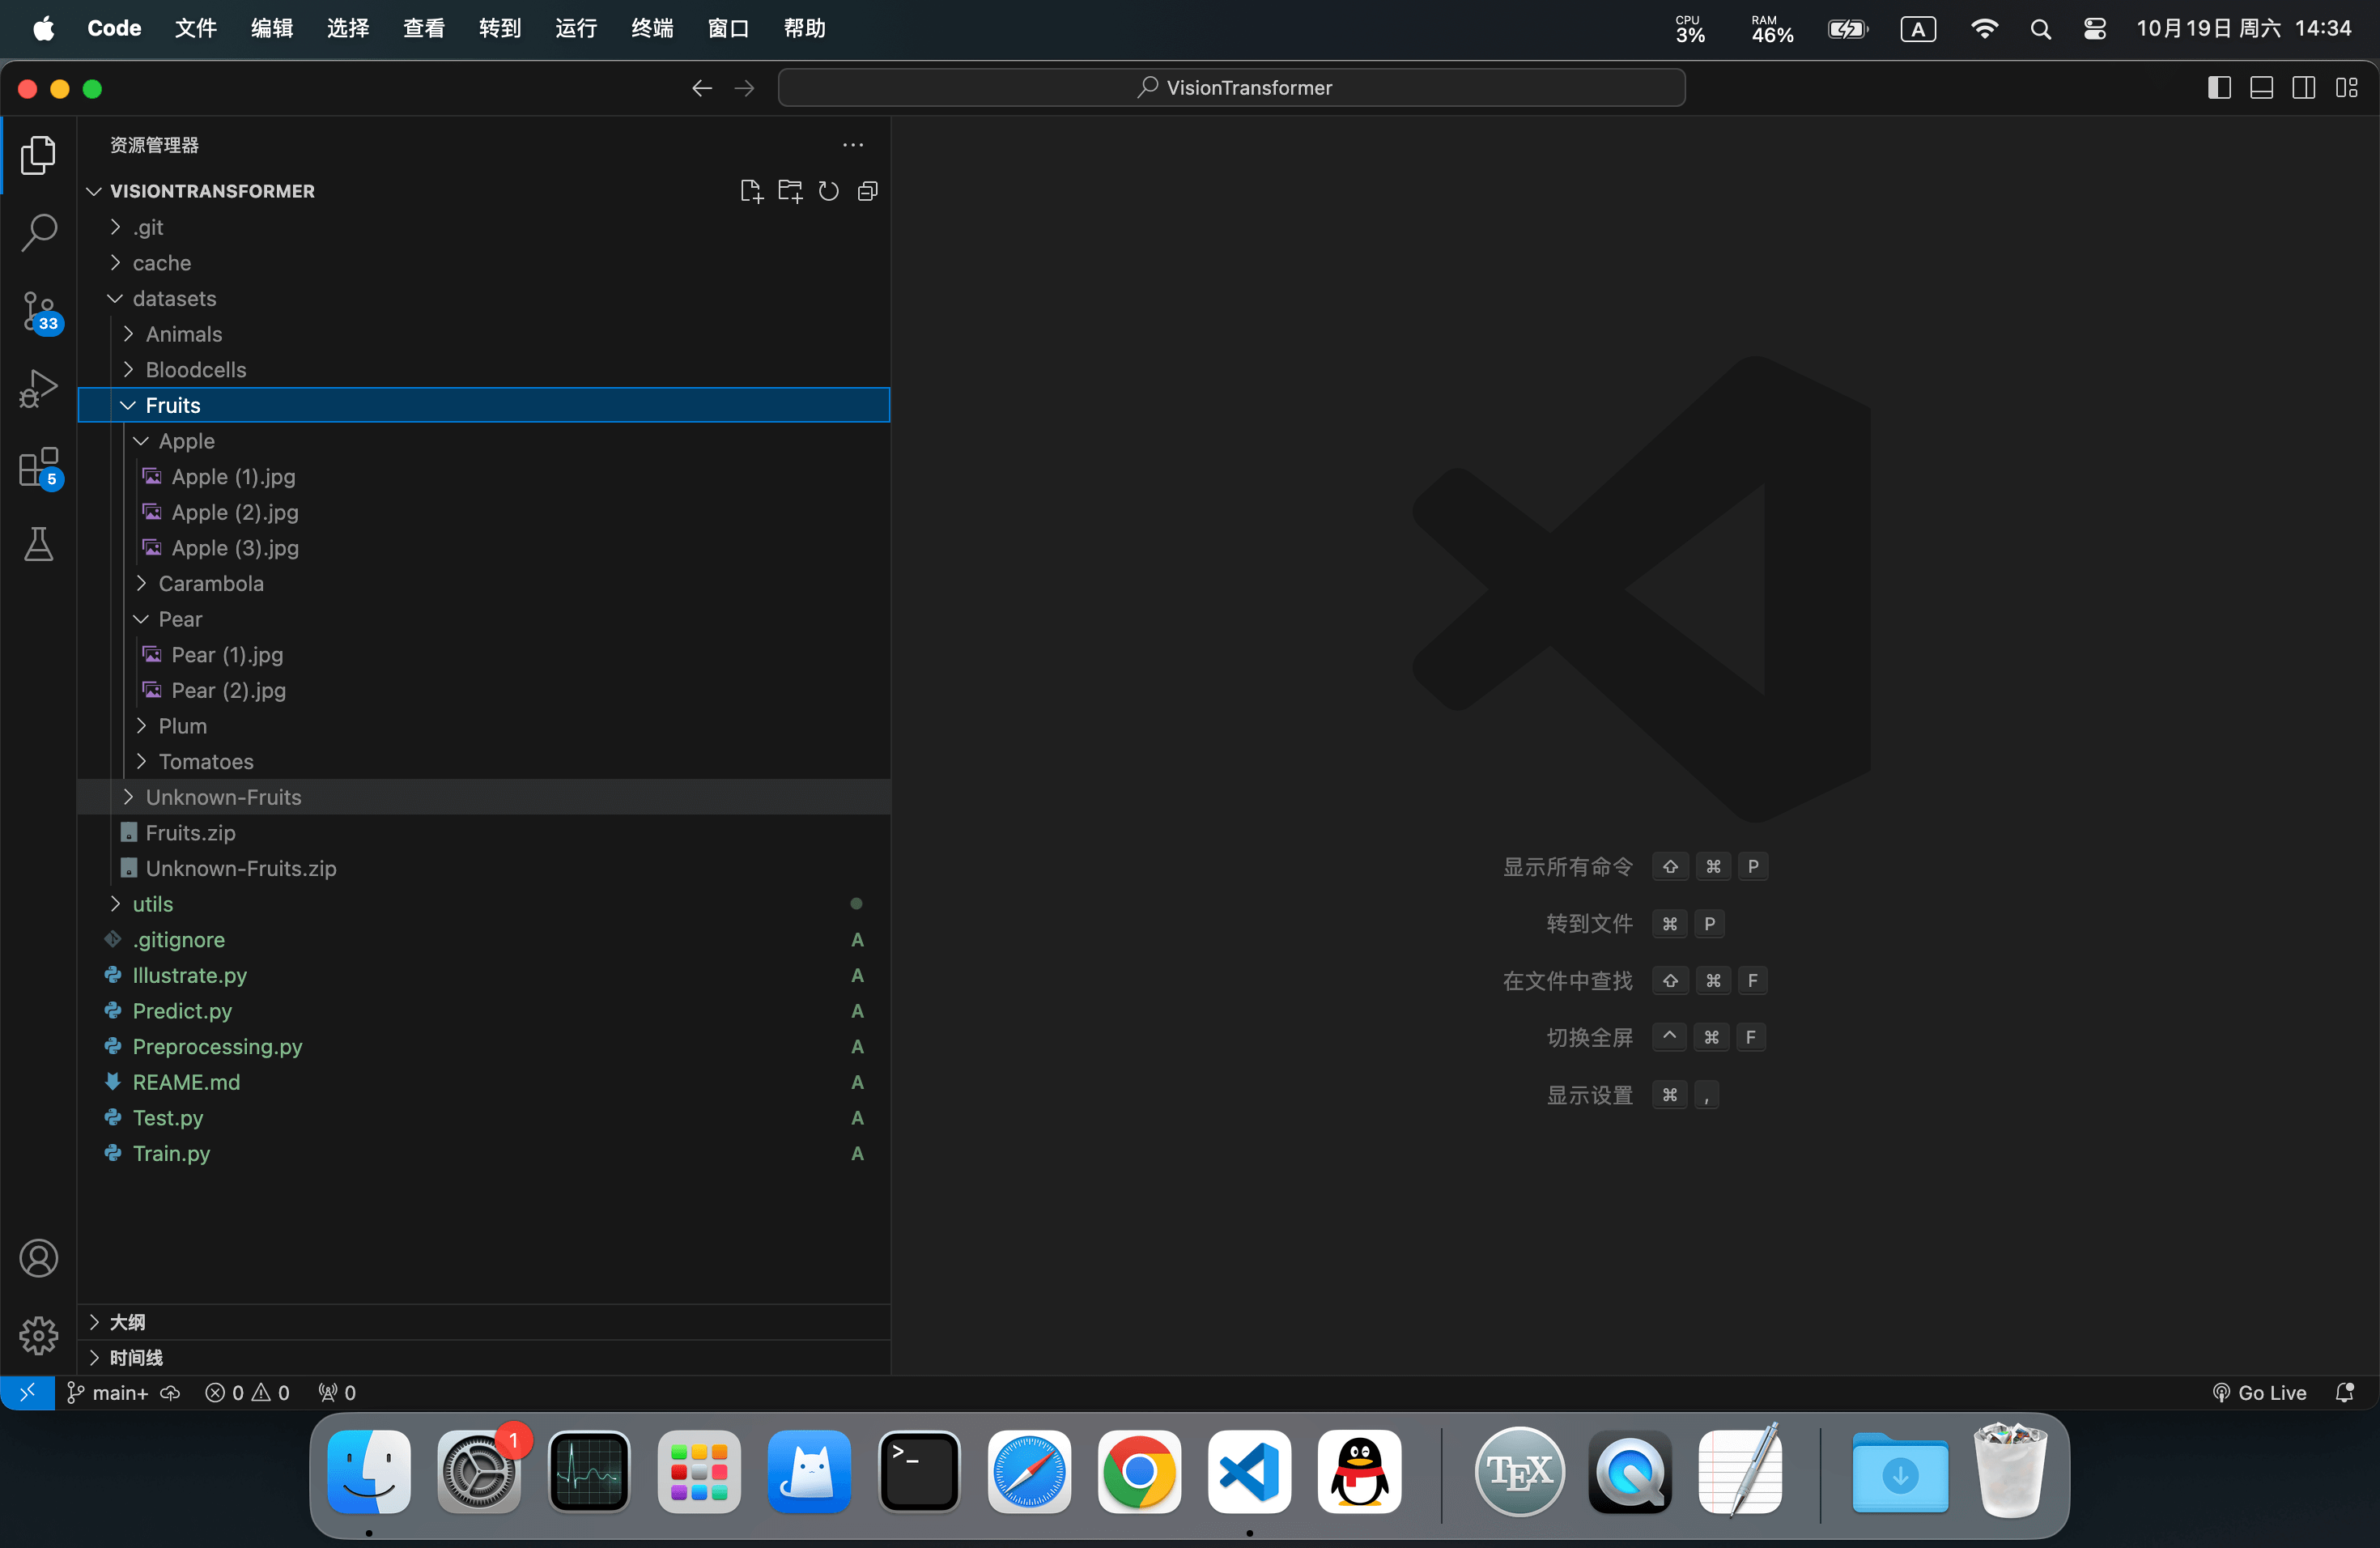 Code 文件 编辑 选择 查看 转到 运行 终端 窗口 帮助 CPU 3% RAM 46% A 10月19日 周六 14:34
VisionTransformer
资源管理器
VISIONTRANSFORMER
.git
cache
datasets
33
Animals
Bloodcells
Fruits
Apple
Apple (1).jpg
5
Apple (2).jpg
Apple (3).jpg
Carambola
Pear
Pear (1).jpg
Pear (2).jpg
Plum
Tomatoes
Unknown-Fruits
Fruits.zip
Unknown-Fruits.zip
utils
.gitignore A
Illustrate.py A
Predict.py A
Preprocessing.py A
REAME.md A
Test.py A
Train.py A
显示所有命令 ⇧ ⌘ P
转到文件 ⌘ P
在文件中查找 ⇧ ⌘ F
切换全屏 ^ ⌘ F
显示设置 ⌘ ,
大纲
时间线
main+ 0 0 0 Go Live
1
>_
TEX